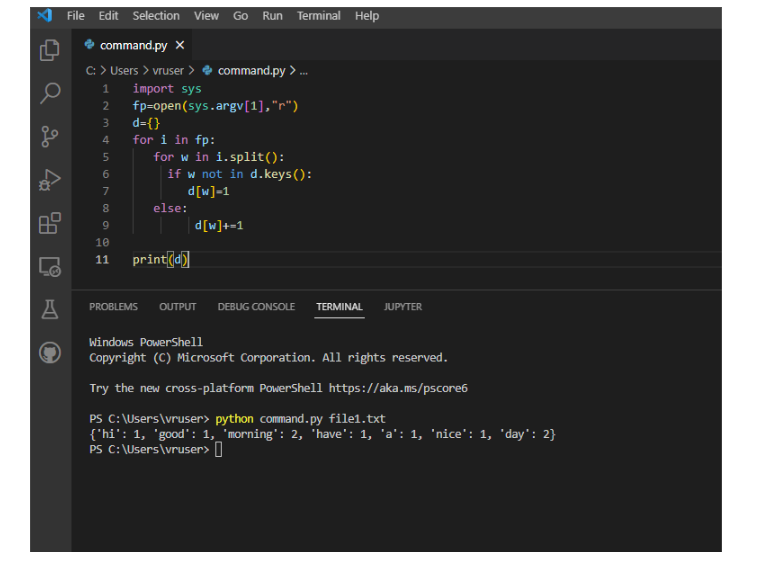 File Edit Selection View Go Run Terminal Help
command.py
C: > Users > vruser > command.py > ...
1 import sys
2 fp=open(sys.argv[1],"r")
3 d={}
4 for i in fp:
5    for w in i.split():
6      if w not in d.keys():
7         d[w]=1
8    else:
9          d[w]+=1
10
11 print(d)
PROBLEMS OUTPUT DEBUG CONSOLE TERMINAL JUPYTER
Windows PowerShell
Copyright (C) Microsoft Corporation. All rights reserved.
Try the new cross-platform PowerShell https://aka.ms/pscore6
PS C:\Users\vruser> python command.py file1.txt
{'hi': 1, 'good': 1, 'morning': 2, 'have': 1, 'a': 1, 'nice': 1, 'day': 2}
PS C:\Users\vruser>